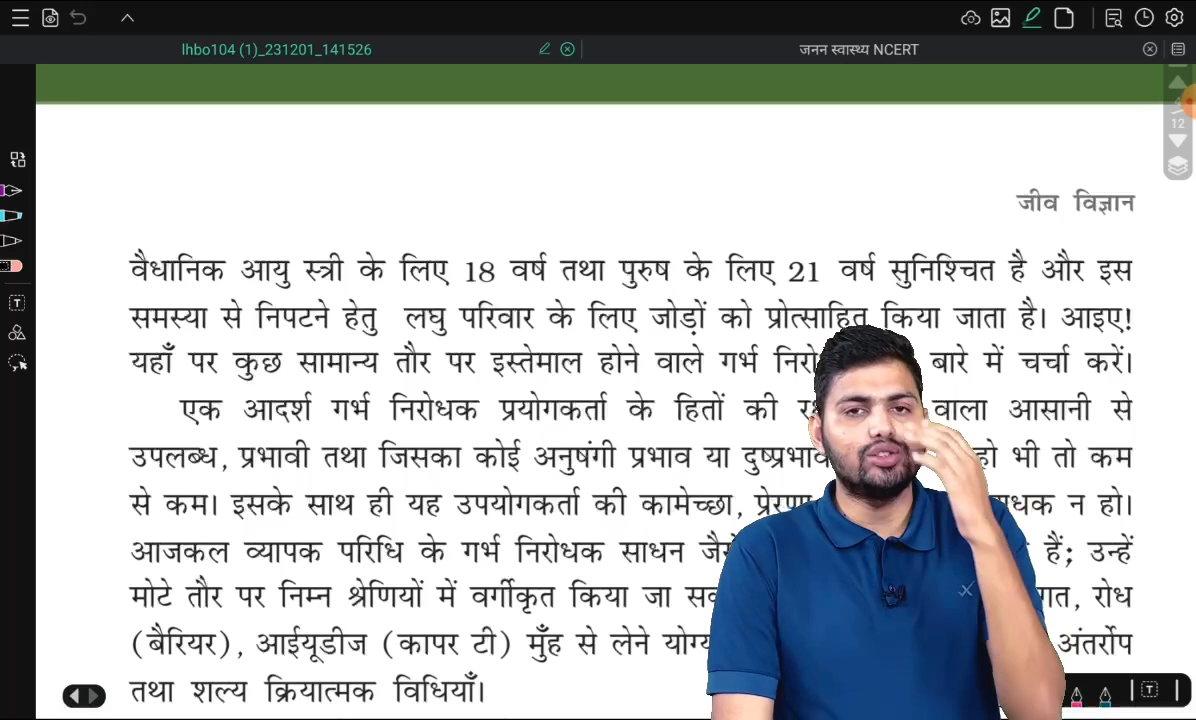 lhbo104 (1)_231201_141526
जनन स्वास्थ्य NCERT
12
जीव विज्ञान
वैधानिक आयु स्त्री के लिए 18 वर्ष तथा पुरुष के लिए 21 वर्ष सुनिश्चित है और इस
समस्या से निपटने हेतु लघु परिवार के लिए जोड़ों को प्रोत्साहित किया जाता है। आइए!
यहाँ पर कुछ सामान्य तौर पर इस्तेमाल होने वाले गर्भ बारे में चर्चा करें।
एक आदर्श गर्भ निरोधक प्रयोगकर्ता के हितों की वाला आसानी से
उपलब्ध, प्रभावी तथा जिसका कोई अनुषंगी प्रभाव या हो भी तो कम
से कम। इसके साथ ही यह उपयोगकर्ता की कामेच्छा, न हो।
आजकल व्यापक परिधि के गर्भ निरोधक साधन हैं; उन्हें
मोटे तौर पर निम्न श्रेणियों में वर्गीकृत किया जा रोध
(बैरियर), आईयूडीज (कापर टी) मुँह से लेने अंतर्रोप
तथा शल्य क्रियात्मक विधियाँ।